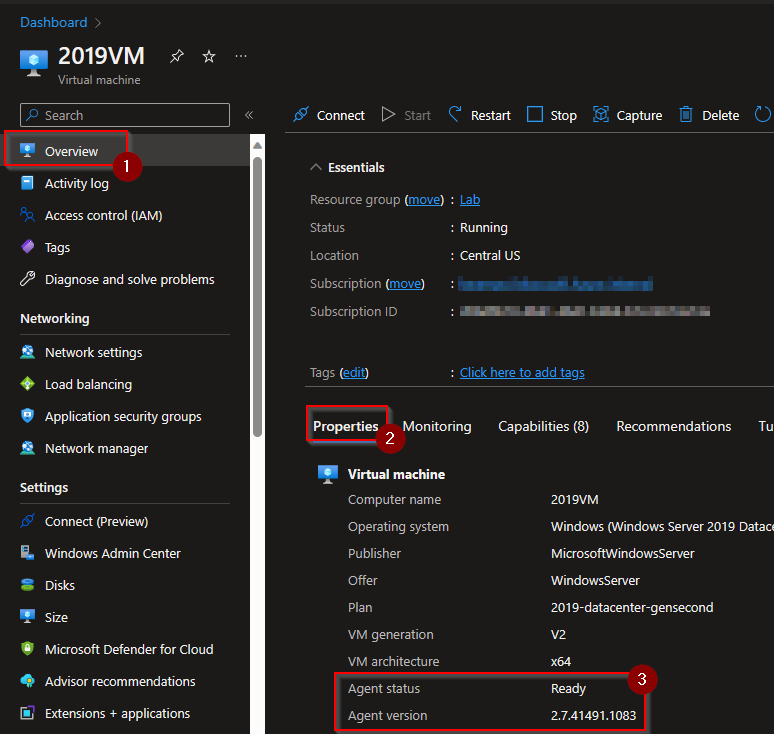 Dashboard
2019VM
Virtual machine
Search
Overview
1
Activity log
Access control (IAM)
Tags
Diagnose and solve problems
Networking
Network settings
Load balancing
Application security groups
Network manager
Settings
Connect (Preview)
Windows Admin Center
Disks
Size
Microsoft Defender for Cloud
Advisor recommendations
Extensions + applications
Connect Start Restart Stop Capture Delete
Essentials
Resource group (move) : Lab
Status : Running
Location : Central US
Subscription (move) :
Subscription ID :
Tags (edit) : Click here to add tags
Properties 2 Monitoring Capabilities (8) Recommendations Tu
Virtual machine
Computer name 2019VM
Operating system Windows (Windows Server 2019 Datace
Publisher MicrosoftWindowsServer
Offer WindowsServer
Plan 2019-datacenter-gensecond
VM generation V2
VM architecture x64
3
Agent status Ready
Agent version 2.7.41491.1083